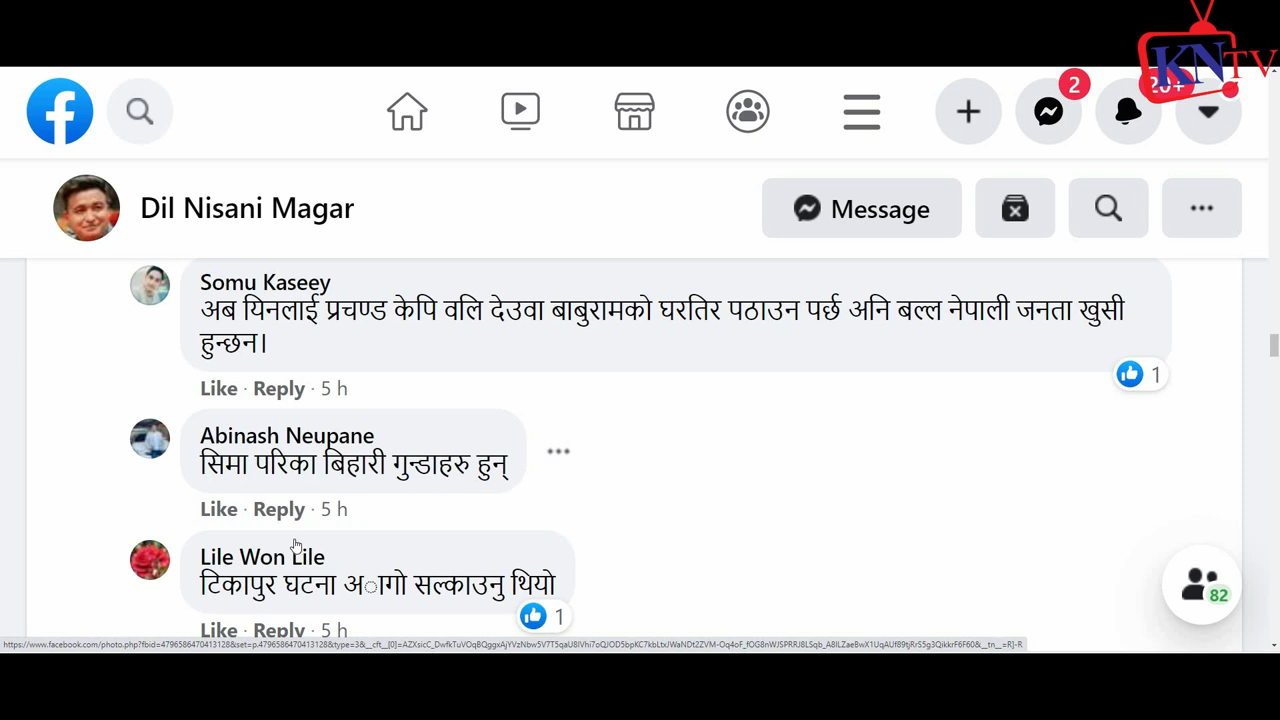 KNTV
2
20+
Dil Nisani Magar
Message
Somu Kaseey
अब यिनलाई प्रचण्ड केपि वलि देउवा बाबुरामको घरतिर पठाउन पर्छ अनि बल्ल नेपाली जनता खुसी
हुन्छन।
Like · Reply · 5 h
1
Abinash Neupane
सिमा परिका बिहारी गुन्डाहरु हुन्
Like · Reply · 5 h
Lile Won Lile
टिकापुर घटना अागो सल्काउनु थियो
1
Like · Reply · 5 h
82